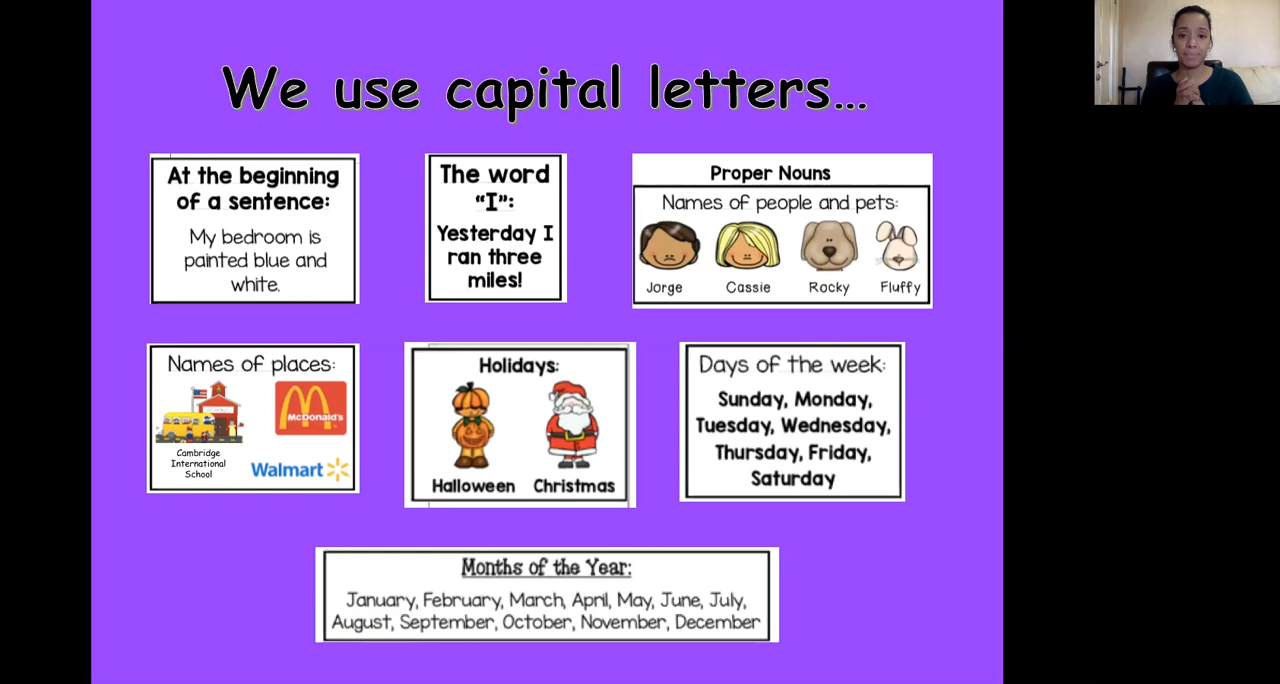 We use capital letters...
At the beginning
of a sentence:
My bedroom is
painted blue and
white.
The word
“I”:
Yesterday I
ran three
miles!
Proper Nouns
Names of people and pets:
Jorge Cassie Rocky Fluffy
Names of places:
McDonald's
Cambridge
International
School
Walmart
Holidays:
Halloween Christmas
Days of the week:
Sunday, Monday,
Tuesday, Wednesday,
Thursday, Friday,
Saturday
Months of the Year:
January, February, March, April, May, June, July,
August, September, October, November, December